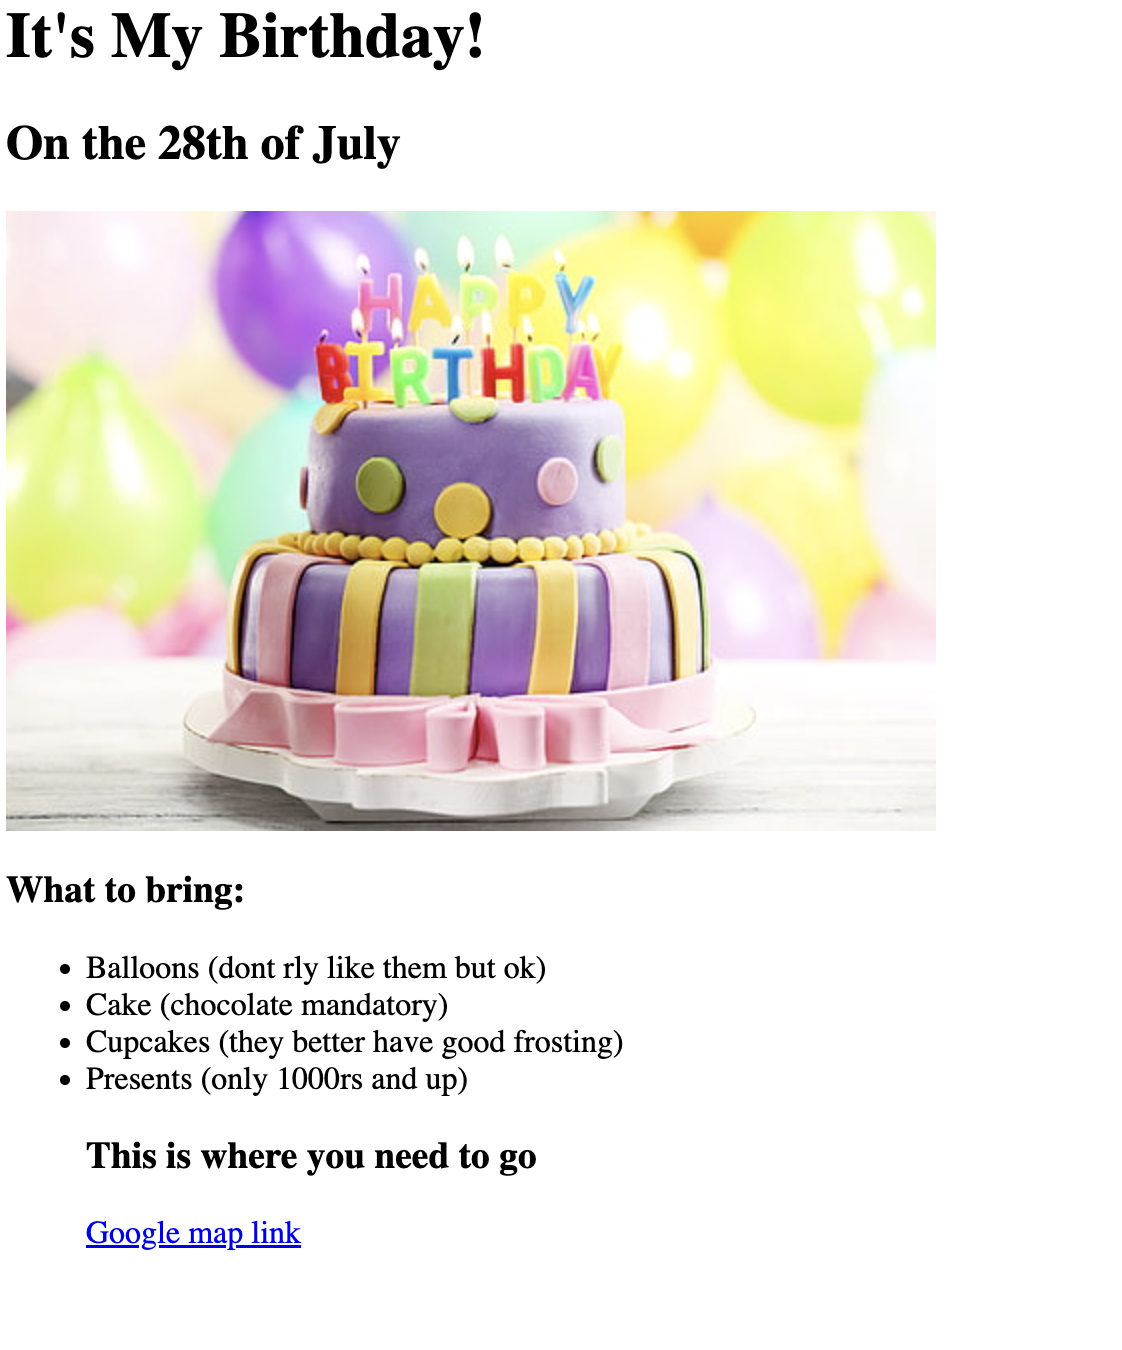 It's My Birthday!
On the 28th of July
HAPPY
BIRTHDAY
What to bring:
Balloons (dont rly like them but ok)
Cake (chocolate mandatory)
Cupcakes (they better have good frosting)
Presents (only 1000rs and up)
This is where you need to go
Google map link